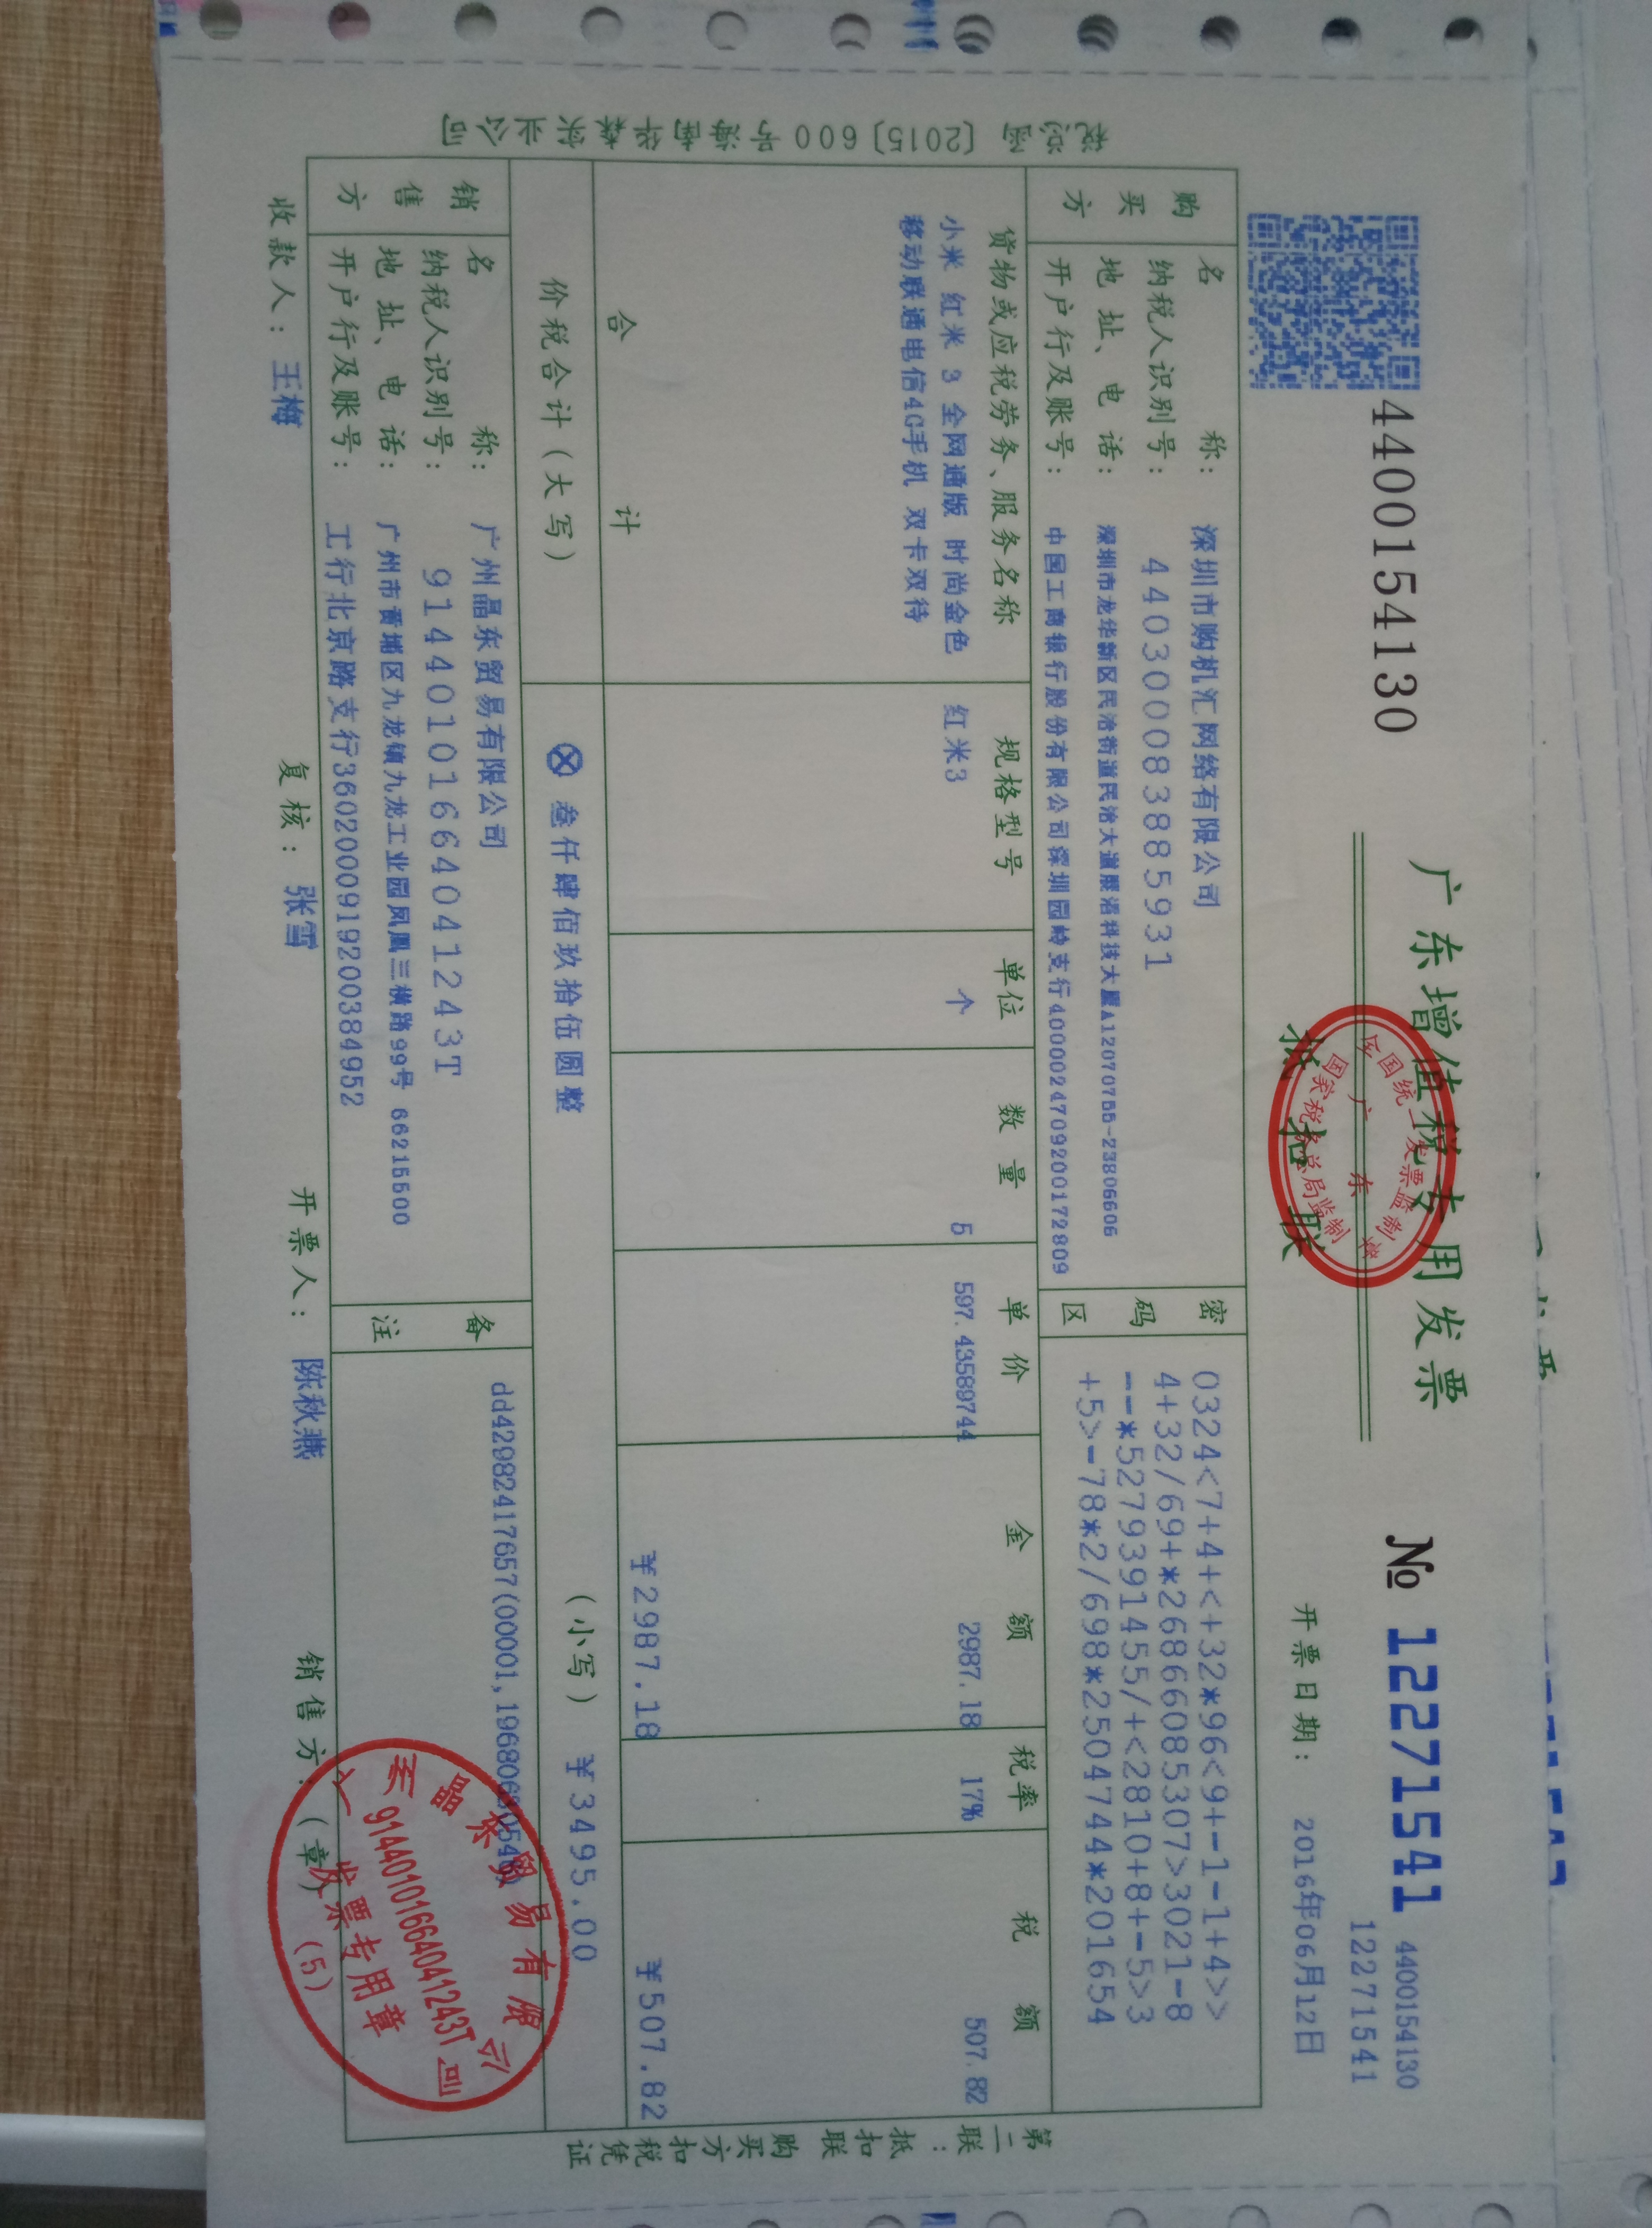 4400154130
广东增值税专用发票
№ 12271541
4400154130
12271541
抵扣联
开票日期: 2016年06月12日
全国统一发票监制章
广东
国家税务总局监制
税总函〔2015〕600号海南华森实业公司
购买方
名称: 深圳市购机汇网络有限公司
纳税人识别号: 440300083885931
地址、电话: 深圳市龙华新区民治街道民治大道 科技大厦A12070755-23806606
开户行及账号: 中国工商银行股份有限公司深圳园岭支行4000024709200172809
密码区
0324<7+4+<+32*96<9+-1-1+4>>
4+32/69+*26866085307>3021-8
--*5279391455/+<2810+8+-5>3
+5>-78*2/698*2504744*201654
货物或应税劳务、服务名称 规格型号 单位 数量 单价 金额 税率 税额
小米 红米 3 全网通版 时尚金色 红米3 个 5 597.43589744 2987.18 17% 507.82
移动联通电信4G手机 双卡双待
合计 ¥2987.18 ¥507.82
价税合计(大写) ⊗叁仟肆佰玖拾伍圆整 (小写) ¥3495.00
销售方
名称: 广州晶东贸易有限公司
纳税人识别号: 91440101664041243T
地址、电话: 广州市黄埔区九龙镇九龙工业园凤凰三横路99号 66215500
开户行及账号: 工行北京路支行3602000919200384952
备注
dd42982417657(00001,19680
广州晶东贸易有限公司
91440101664041243T
发票专用章
(5)
收款人: 王梅 复核: 张雪 开票人: 陈秋燕 销售方:(章)
第二联:抵扣联 购买方扣税凭证